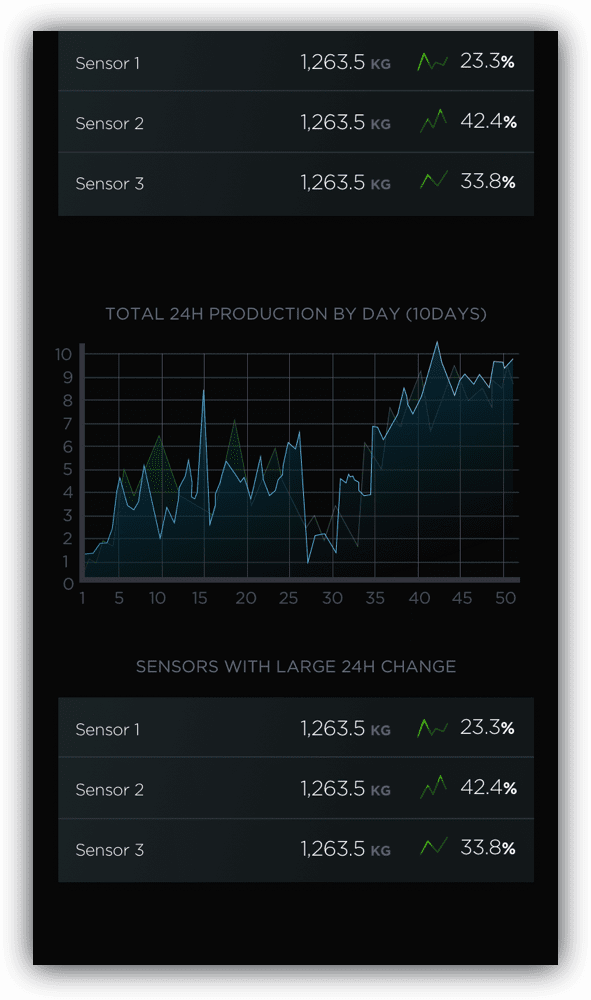 Sensor 1 1,263.5 KG 23.3%
Sensor 2 1,263.5 KG 42.4%
Sensor 3 1,263.5 KG 33.8%
TOTAL 24H PRODUCTION BY DAY (10DAYS)
10
9
8
7
6
5
4
3
2
1
0
1 5 10 15 20 25 30 35 40 45 50
SENSORS WITH LARGE 24H CHANGE
Sensor 1 1,263.5 KG 23.3%
Sensor 2 1,263.5 KG 42.4%
Sensor 3 1,263.5 KG 33.8%